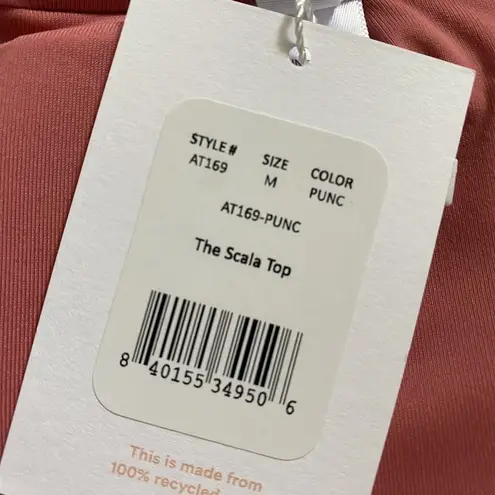 STYLE # SIZE COLOR
AT169 M PUNC
AT169-PUNC
The Scala Top
8 40155 34950 6
This is made from
100% recycled